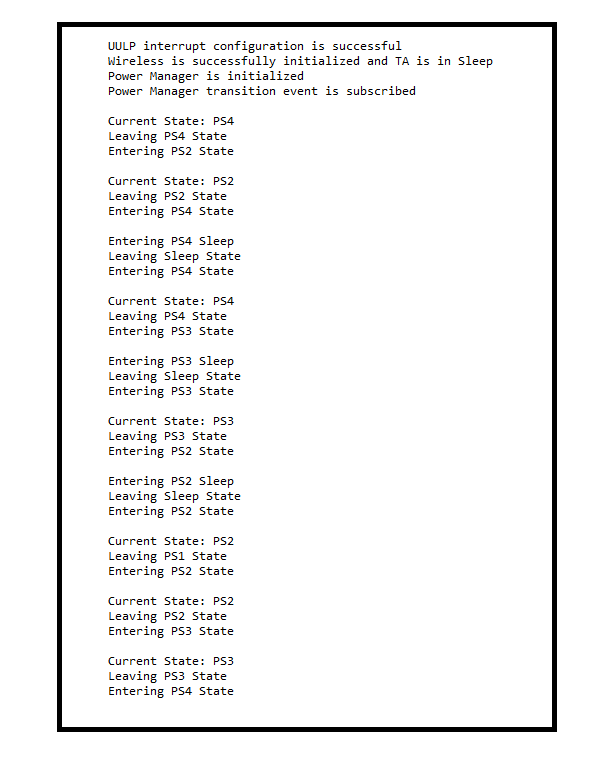 UULP interrupt configuration is successful
Wireless is successfully initialized and TA is in Sleep
Power Manager is initialized
Power Manager transition event is subscribed
Current State: PS4
Leaving PS4 State
Entering PS2 State
Current State: PS2
Leaving PS2 State
Entering PS4 State
Entering PS4 Sleep
Leaving Sleep State
Entering PS4 State
Current State: PS4
Leaving PS4 State
Entering PS3 State
Entering PS3 Sleep
Leaving Sleep State
Entering PS3 State
Current State: PS3
Leaving PS3 State
Entering PS2 State
Entering PS2 Sleep
Leaving Sleep State
Entering PS2 State
Current State: PS2
Leaving PS1 State
Entering PS2 State
Current State: PS2
Leaving PS2 State
Entering PS3 State
Current State: PS3
Leaving PS3 State
Entering PS4 State